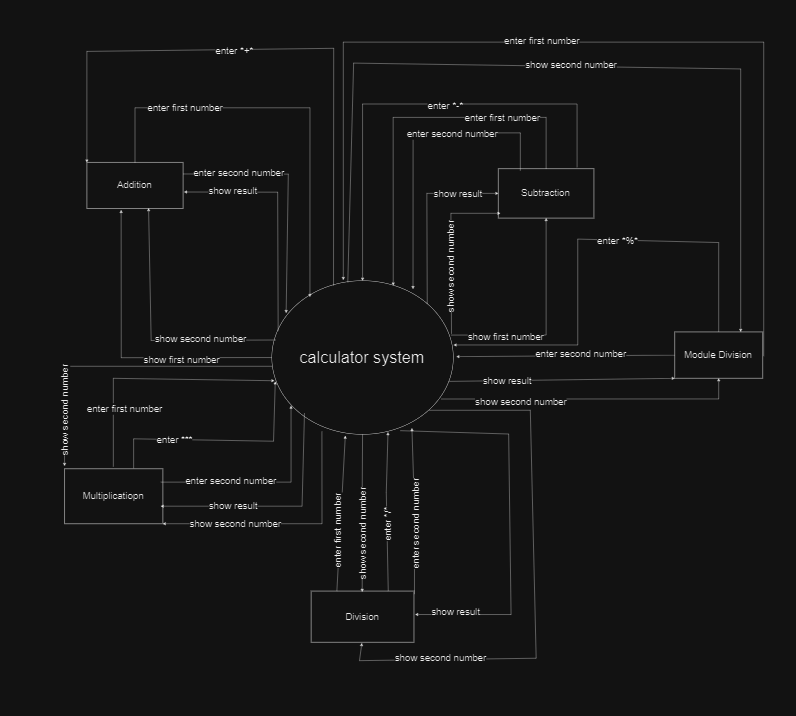 enter first number
enter *+*
show second number
enter *-*
enter first number
enter first number
enter second number
enter second number
Addition
show result
show result
Subtraction
enter *%*
show second number
show first number
show second number
enter second number
Module Division
calculator system
show first number
show result
show second number
show second number
enter first number
enter ***
enter second number
Multiplicatiopn
show result
show second number
enter first number
show second number
enter */*
enter second number
show result
Division
show second number